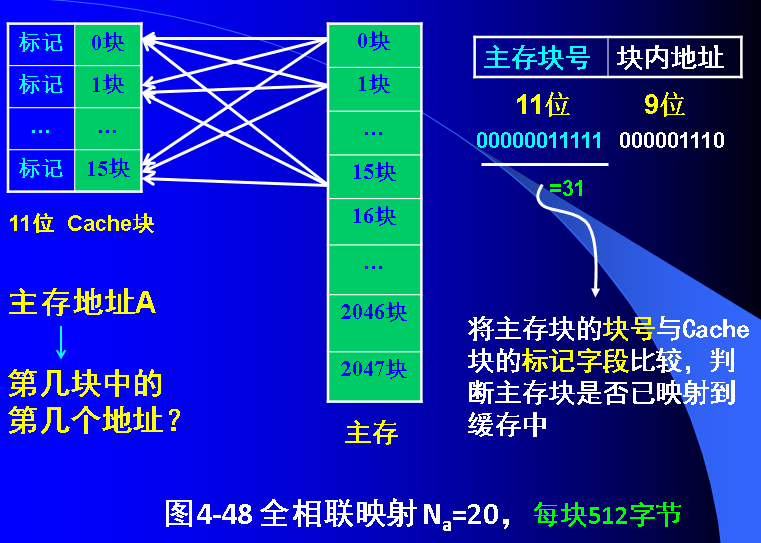 标记 0块
标记 1块
… …
标记 15块
11位 Cache块
主存地址A
第几块中的
第几个地址？
0块
1块
…
15块
16块
…
2046块
2047块
主存
主存块号 块内地址
11位 9位
00000011111 000001110
=31
将主存块的块号与Cache
块的标记字段比较，判
断主存块是否已映射到
缓存中
图4-48 全相联映射 Na=20， 每块512字节